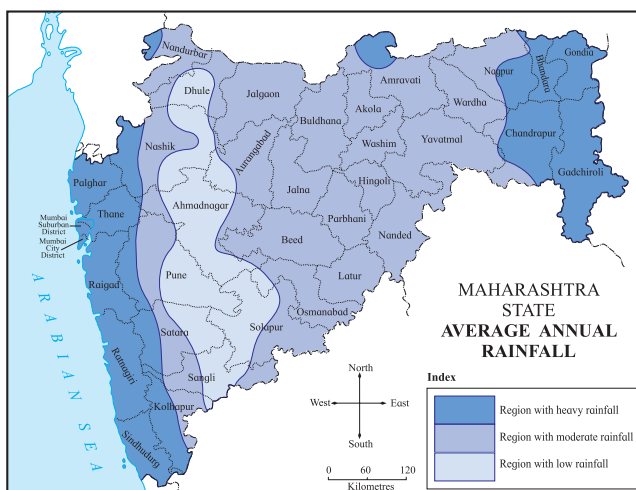 Nandurbar
Dhule
Jalgaon
Buldhana
Akola
Amravati
Nagpur
Wardha
Bhandara
Gondia
Chandrapur
Gadchiroli
Yavatmal
Washim
Hingoli
Nashik
Aurangabad
Jalna
Parbhani
Nanded
Palghar
Thane
Mumbai
Suburban District
Mumbai
City
District
Ahmadnagar
Beed
Latur
Raigad
Pune
Osmanabad
Solapur
Satara
Ratnagiri
Sangli
Kolhapur
Sindhudurg
ARABIAN SEA
MAHARASHTRA
STATE
AVERAGE ANNUAL
RAINFALL
North
West
East
South
0 60 120
Kilometres
Index
Region with heavy rainfall
Region with moderate rainfall
Region with low rainfall